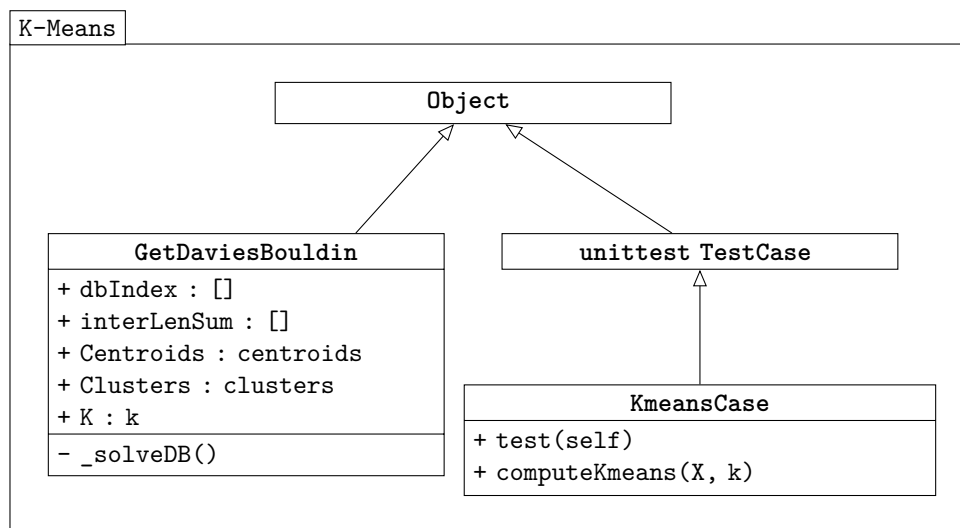 K-Means
Object
GetDaviesBouldin
+ dbIndex : []
+ interLenSum : []
+ Centroids : centroids
+ Clusters : clusters
+ K : k
- _solveDB()
unittest TestCase
KmeansCase
+ test(self)
+ computeKmeans(X, k)